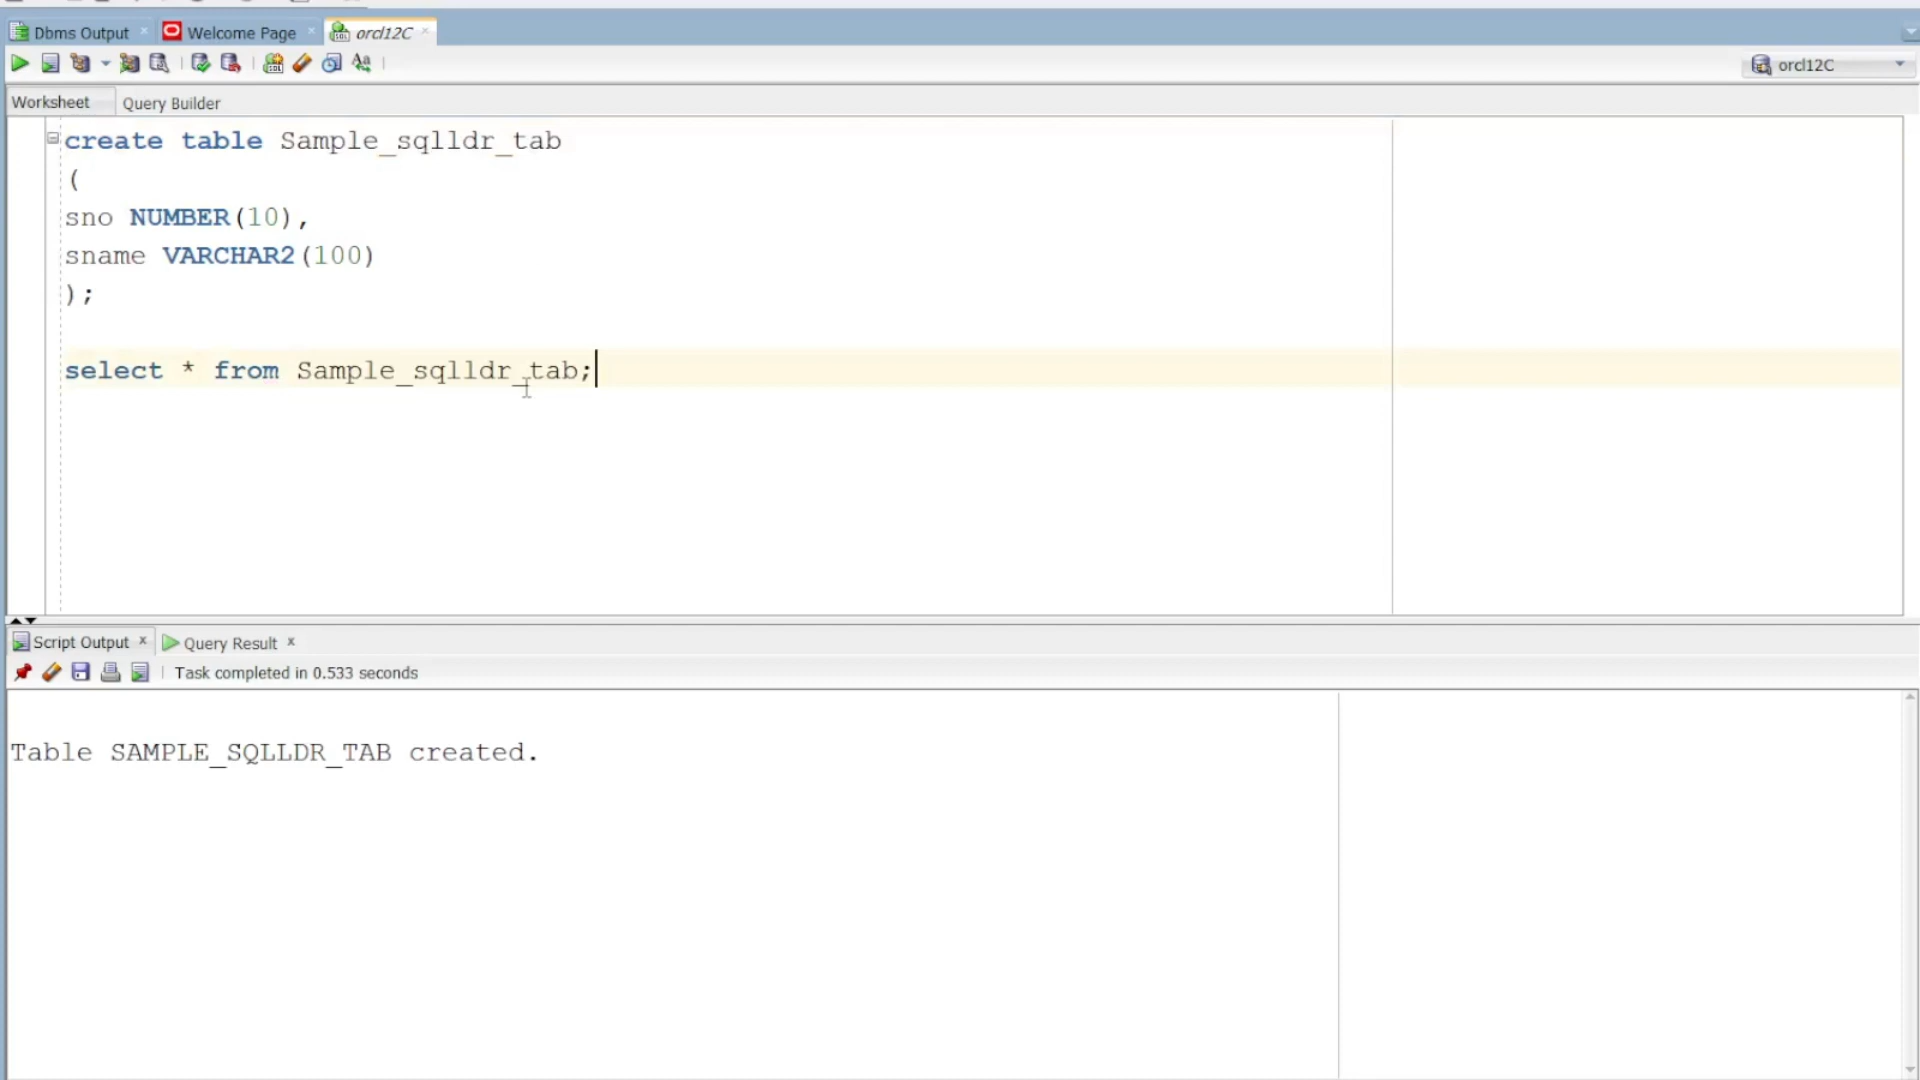 Dbms Output
Welcome Page
orcl12C
orcl12C
Worksheet
Query Builder
create table Sample_sqlldr_tab
(
sno NUMBER(10),
sname VARCHAR2(100)
);
select * from Sample_sqlldr_tab;
Script Output
Query Result
Task completed in 0.533 seconds
Table SAMPLE_SQLLDR_TAB created.